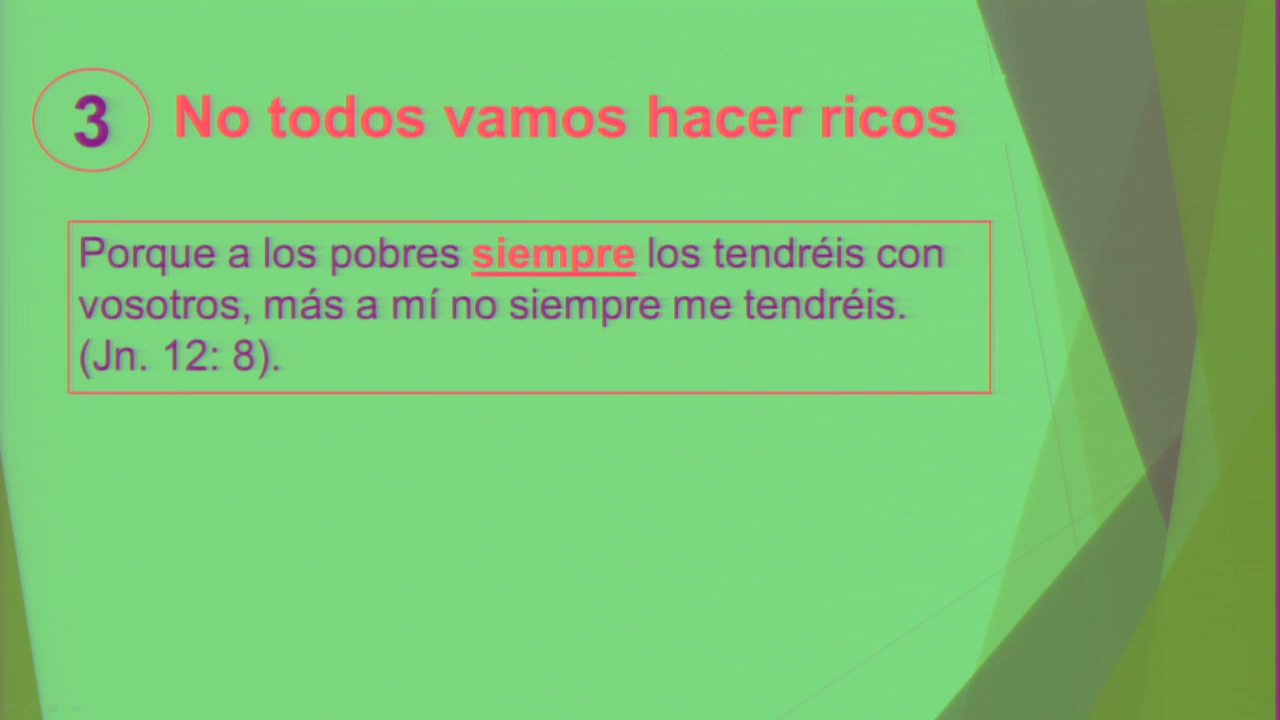 3 No todos vamos hacer ricos
Porque a los pobres siempre los tendréis con
vosotros, más a mí no siempre me tendréis.
(Jn. 12: 8).